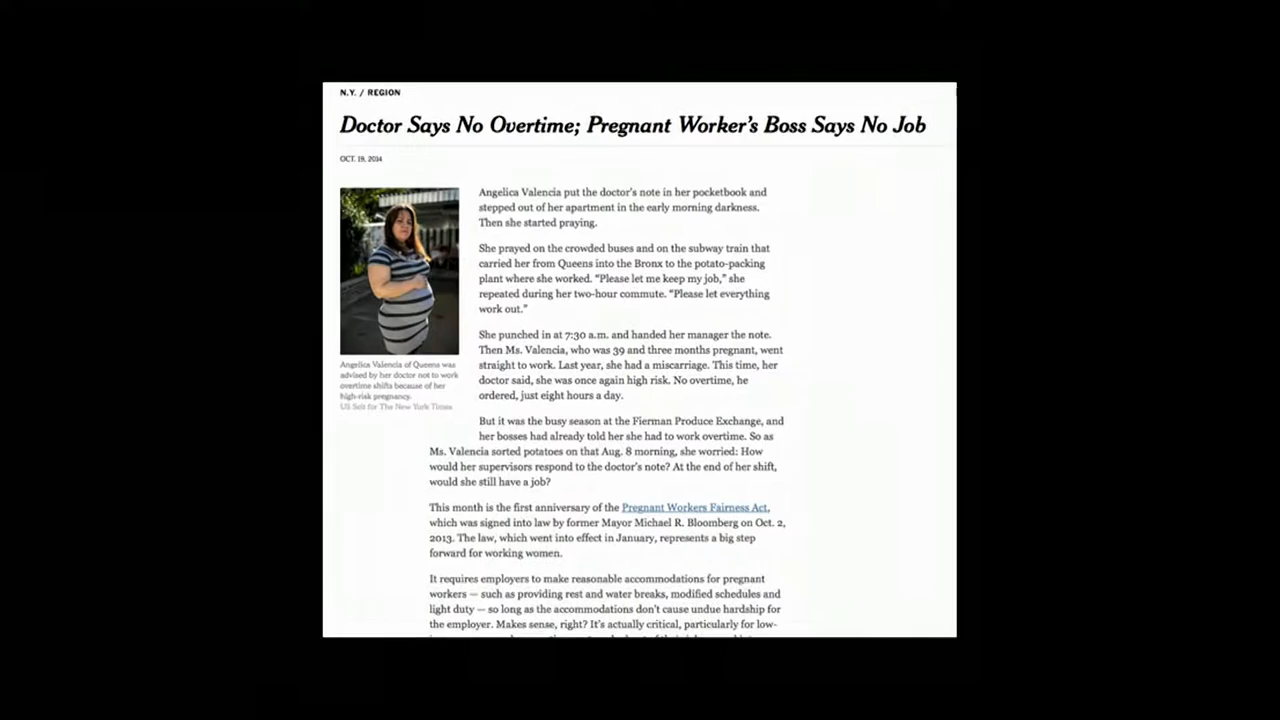 N.Y. / REGION
Doctor Says No Overtime; Pregnant Worker's Boss Says No Job
OCT. 19, 2014
Angelica Valencia of Queens was
advised by her doctor not to work
overtime shifts because of her
high-risk pregnancy.
Uli Seit for The New York Times
Angelica Valencia put the doctor's note in her pocketbook and
stepped out of her apartment in the early morning darkness.
Then she started praying.
She prayed on the crowded buses and on the subway train that
carried her from Queens into the Bronx to the potato-packing
plant where she worked. “Please let me keep my job,” she
repeated during her two-hour commute. “Please let everything
work out.”
She punched in at 7:30 a.m. and handed her manager the note.
Then Ms. Valencia, who was 39 and three months pregnant, went
straight to work. Last year, she had a miscarriage. This time, her
doctor said, she was once again high risk. No overtime, he
ordered, just eight hours a day.
But it was the busy season at the Fierman Produce Exchange, and
her bosses had already told her she had to work overtime. So as
Ms. Valencia sorted potatoes on that Aug. 8 morning, she worried: How
would her supervisors respond to the doctor's note? At the end of her shift,
would she still have a job?
This month is the first anniversary of the Pregnant Workers Fairness Act,
which was signed into law by former Mayor Michael R. Bloomberg on Oct. 2,
2013. The law, which went into effect in January, represents a big step
forward for working women.
It requires employers to make reasonable accommodations for pregnant
workers — such as providing rest and water breaks, modified schedules and
light duty — so long as the accommodations don't cause undue hardship for
the employer. Makes sense, right? It's actually critical, particularly for low-